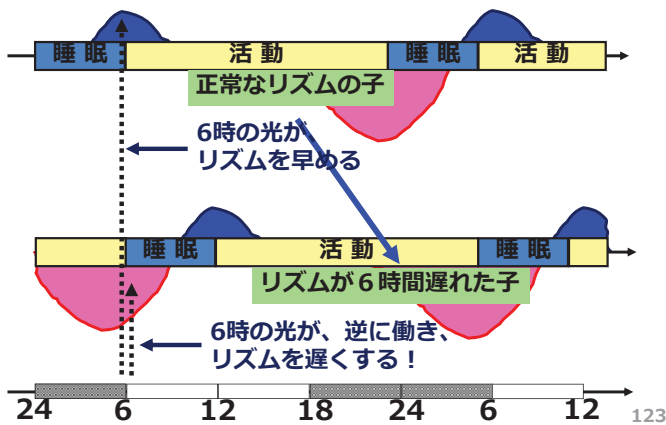 睡 眠
活 動
睡 眠
活 動
正常なリズムの子
6時の光が、
リズムを早める
睡 眠
活 動
睡 眠
リズムが６時間遅れた子
6時の光が、逆に働き、
リズムを遅くする！
24 6 12 18 24 6 12
123